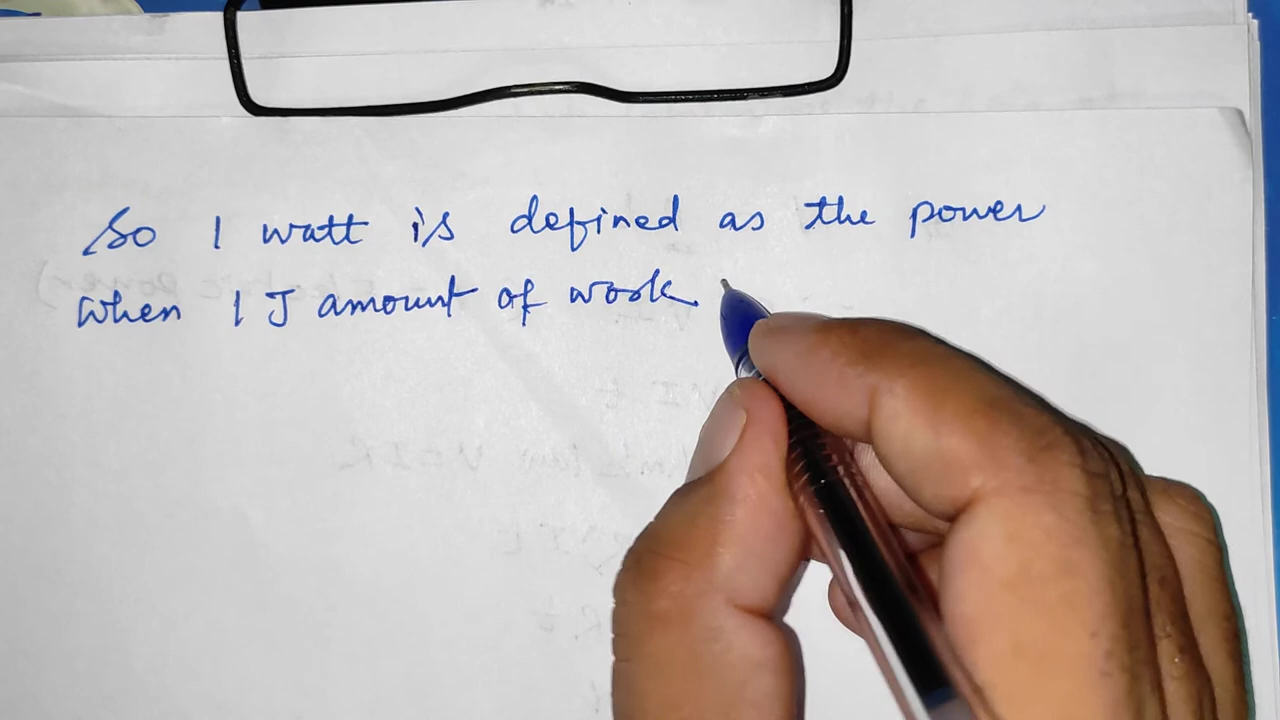 So 1 watt is defined as the power
when 1 J amount of work